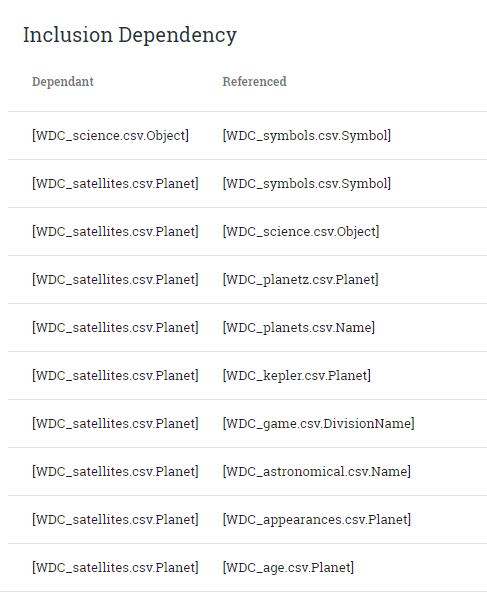 Inclusion Dependency
Dependant Referenced
[WDC_science.csv.Object] [WDC_symbols.csv.Symbol]
[WDC_satellites.csv.Planet] [WDC_symbols.csv.Symbol]
[WDC_satellites.csv.Planet] [WDC_science.csv.Object]
[WDC_satellites.csv.Planet] [WDC_planetz.csv.Planet]
[WDC_satellites.csv.Planet] [WDC_planets.csv.Name]
[WDC_satellites.csv.Planet] [WDC_kepler.csv.Planet]
[WDC_satellites.csv.Planet] [WDC_game.csv.DivisionName]
[WDC_satellites.csv.Planet] [WDC_astronomical.csv.Name]
[WDC_satellites.csv.Planet] [WDC_appearances.csv.Planet]
[WDC_satellites.csv.Planet] [WDC_age.csv.Planet]